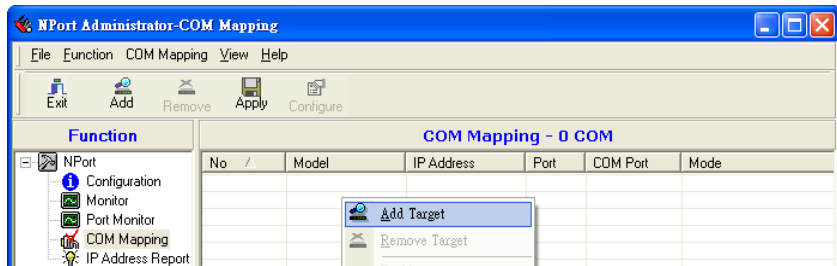 NPort Administrator-COM Mapping
File Function COM Mapping View Help
Exit Add Remove Apply Configure
Function
COM Mapping - 0 COM
No Model IP Address Port COM Port Mode
NPort
Configuration
Monitor
Port Monitor
COM Mapping
IP Address Report
Add Target
Remove Target